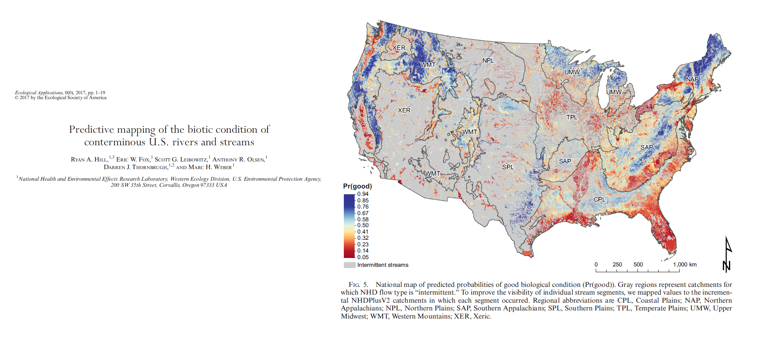 Ecological Applications, 0(0), 2017, pp. 1–19
© 2017 by the Ecological Society of America
Predictive mapping of the biotic condition of
conterminous U.S. rivers and streams
Ryan A. Hill,1,2 Eric W. Fox,1 Scott G. Leibowitz,1 Anthony R. Olsen,1
Darren J. Thornbrugh,1,2 and Marc H. Weber1
1National Health and Environmental Effects Research Laboratory, Western Ecology Division, U.S. Environmental Protection Agency,
200 SW 35th Street, Corvallis, Oregon 97333 USA
XER
WMT
NPL
UMW
UMW
NAP
XER
TPL
WMT
SAP
SAP
SPL
WMT
CPL
Pr(good)
0.94
0.85
0.76
0.67
0.58
0.50
0.41
0.32
0.23
0.14
0.05
Intermittent streams
0 250 500 1,000 km
N
Fig. 5. National map of predicted probabilities of good biological condition (Pr(good)). Gray regions represent catchments for
which NHD flow type is “intermittent.” To improve the visibility of individual stream segments, we mapped values to the incremen-
tal NHDPlusV2 catchments in which each segment occurred. Regional abbreviations are CPL, Coastal Plains; NAP, Northern
Appalachians; NPL, Northern Plains; SAP, Southern Appalachians; SPL, Southern Plains; TPL, Temperate Plains; UMW, Upper
Midwest; WMT, Western Mountains; XER, Xeric.